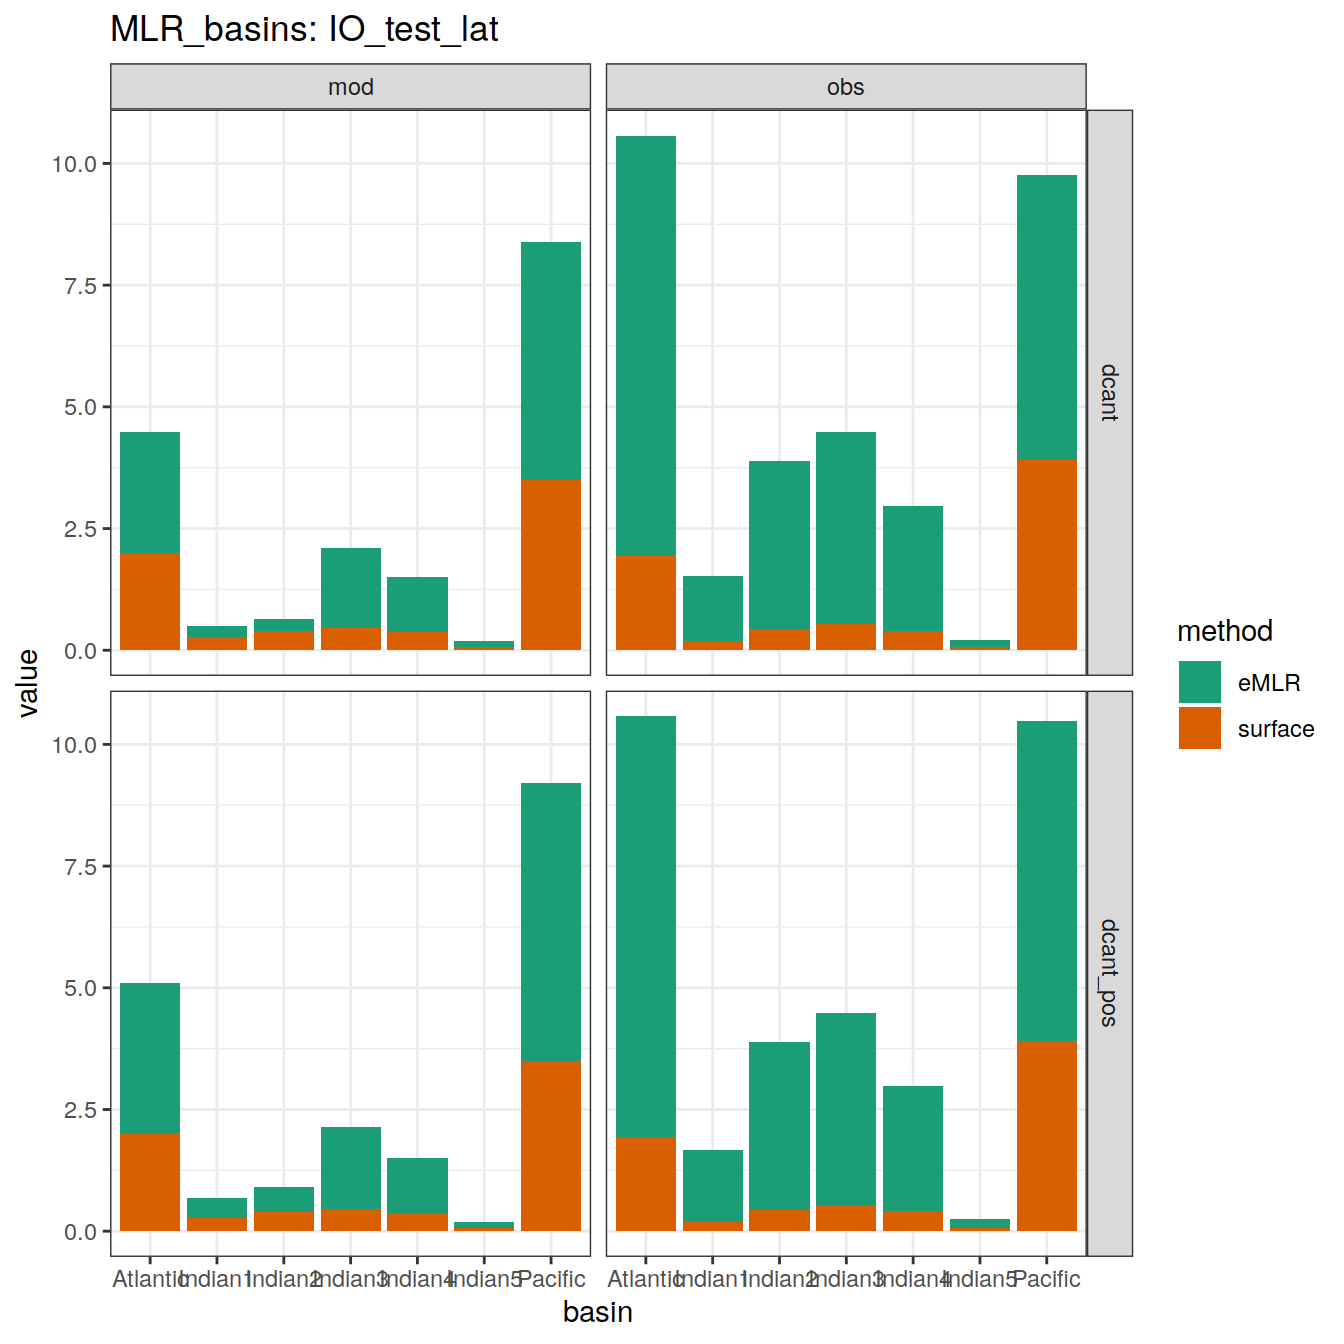 MLR_basins: IO_test_lat
mod
obs
10.0
7.5
5.0
2.5
0.0
dcant
10.0
7.5
5.0
2.5
0.0
dcant_pos
value
method
eMLR
surface
Atlantic Indian1 Indian2 Indian3 Indian4 Indian5 Pacific
Atlantic Indian1 Indian2 Indian3 Indian4 Indian5 Pacific
basin